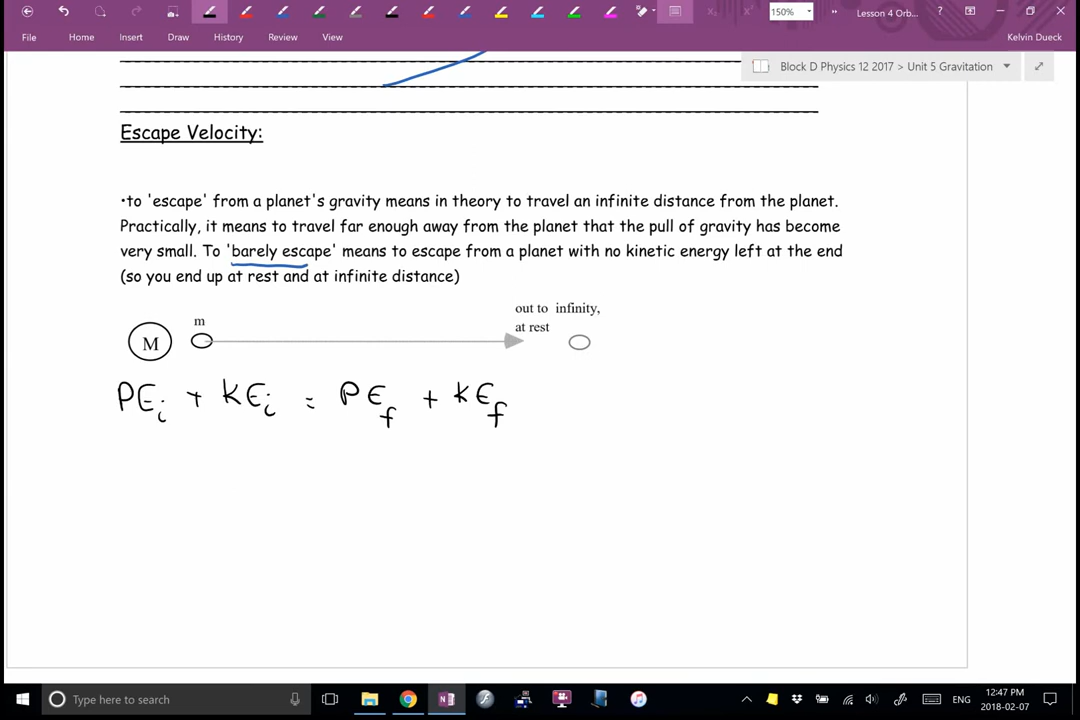 150%
Lesson 4 Orb...
?
File
Home
Insert
Draw
History
Review
View
Kelvin Dueck
Block D Physics 12 2017 > Unit 5 Gravitation
Escape Velocity:
•to 'escape' from a planet's gravity means in theory to travel an infinite distance from the planet.
Practically, it means to travel far enough away from the planet that the pull of gravity has become
very small. To 'barely escape' means to escape from a planet with no kinetic energy left at the end
(so you end up at rest and at infinite distance)
out to infinity,
m
at rest
M
PEi + KEi = PEf + KEf
Type here to search
ENG
12:47 PM
2018-02-07